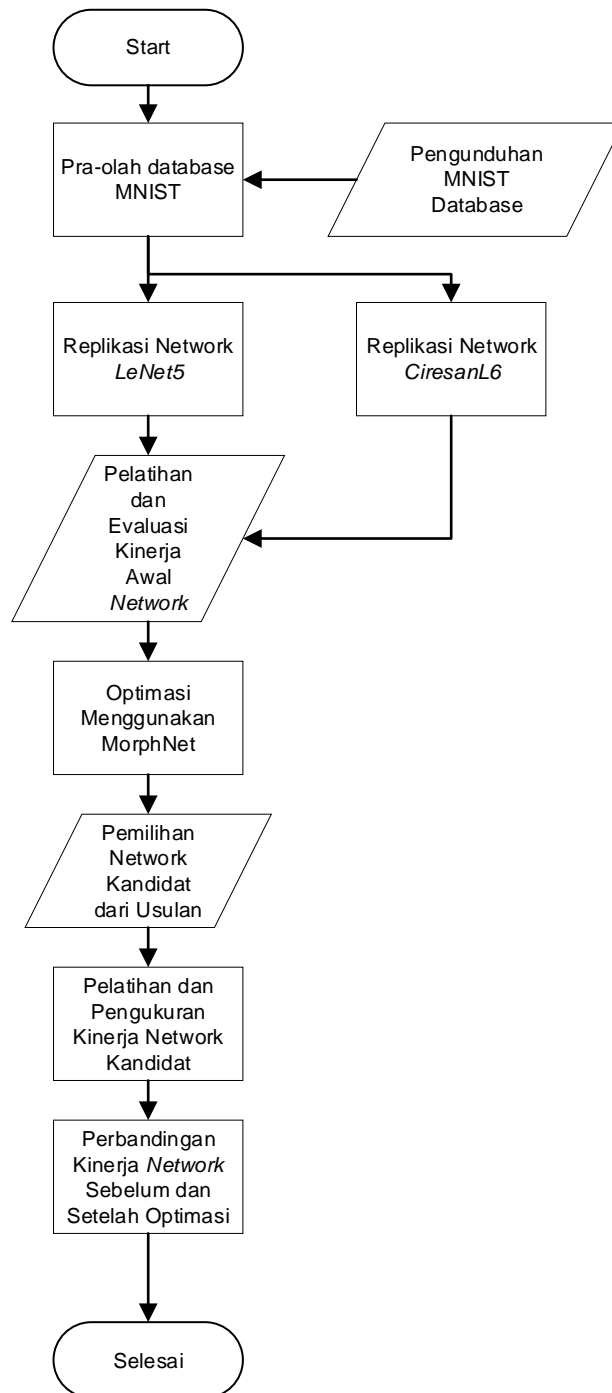 Start
Pra-olah database
MNIST
Pengunduhan
MNIST
Database
Replikasi Network
LeNet5
Replikasi Network
CiresanL6
Pelatihan
dan
Evaluasi
Kinerja
Awal
Network
Optimasi
Menggunakan
MorphNet
Pemilihan
Network
Kandidat
dari Usulan
Pelatihan dan
Pengukuran
Kinerja Network
Kandidat
Perbandingan
Kinerja Network
Sebelum dan
Setelah Optimasi
Selesai